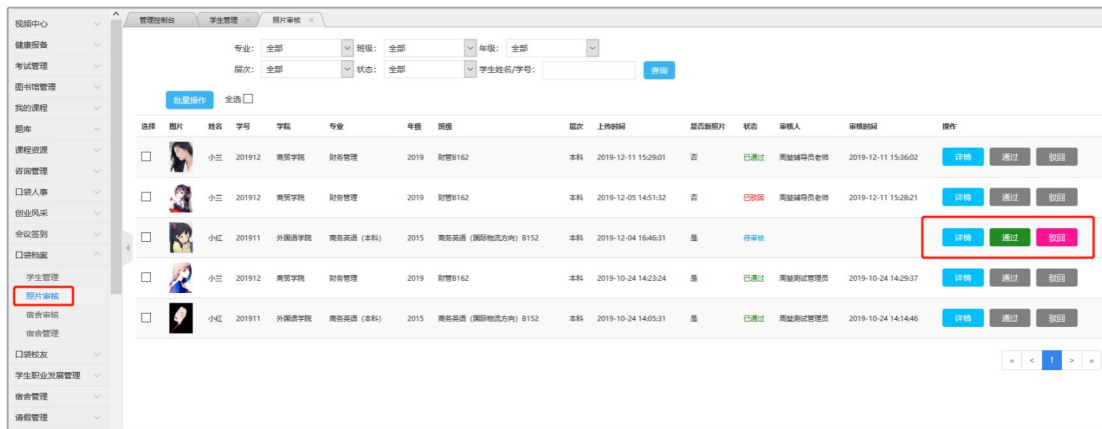 管理控制台 学生管理 × 照片审核 ×
视频中心
健康报备
考试管理
图书馆管理
我的课程
题库
课程资源
咨询管理
口袋人事
创业风采
会议签到
口袋档案
学生管理
照片审核
宿舍审核
宿舍管理
口袋校友
学生职业发展管理
宿舍管理
请假管理
专业: 全部 班级: 全部 年级: 全部
层次: 全部 状态: 全部 学生姓名/学号: 查询
批量操作 全选
选择 图片 姓名 学号 学院 专业 年级 班级 层次 上传时间 是否新照片 状态 审核人 审核时间 操作
小三 201912 商贸学院 财务管理 2019 财管B162 本科 2019-12-11 15:29:01 否 已通过 周堃辅导员老师 2019-12-11 15:36:02 详情 通过 驳回
小三 201912 商贸学院 财务管理 2019 财管B162 本科 2019-12-05 14:51:32 否 已驳回 周堃辅导员老师 2019-12-11 15:28:21 详情 通过 驳回
小红 201911 外国语学院 商务英语（本科） 2015 商务英语（国际物流方向）B152 本科 2019-12-04 16:46:31 是 待审核 详情 通过 驳回
小三 201912 商贸学院 财务管理 2019 财管B162 本科 2019-10-24 14:23:24 是 已通过 周堃测试管理员 2019-10-24 14:29:37 详情 通过 驳回
小红 201911 外国语学院 商务英语（本科） 2015 商务英语（国际物流方向）B152 本科 2019-10-24 14:05:31 是 已通过 周堃测试管理员 2019-10-24 14:14:46 详情 通过 驳回
« < 1 > »